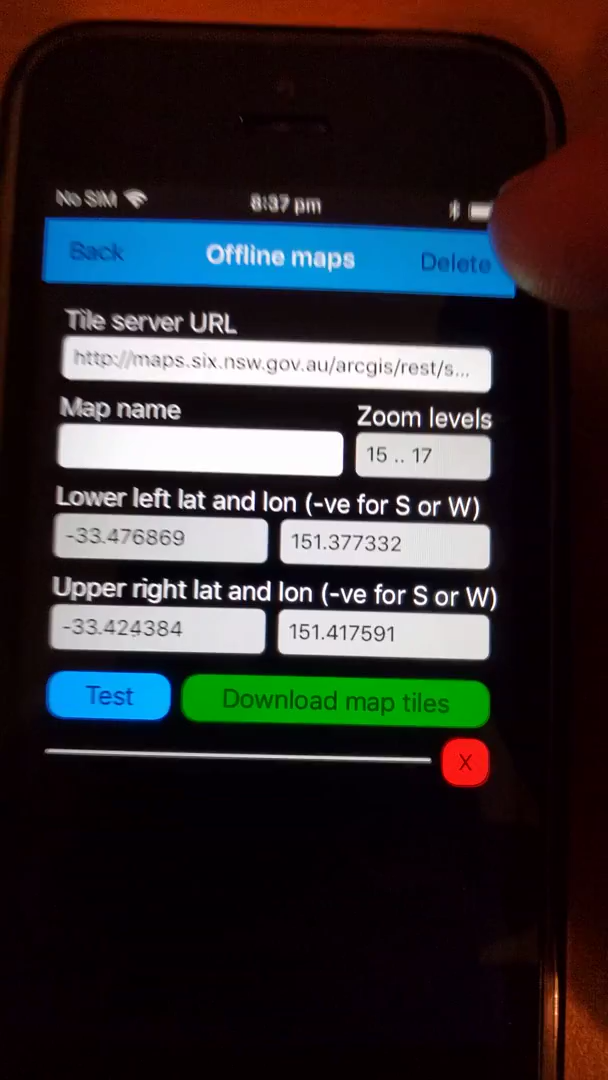 No SIM 8:37 pm
Back Offline maps Delete
Tile server URL
http://maps.six.nsw.gov.au/arcgis/rest/s...
Map name Zoom levels
15 .. 17
Lower left lat and lon (-ve for S or W)
-33.476869 151.377332
Upper right lat and lon (-ve for S or W)
-33.424384 151.417591
Test Download map tiles
X